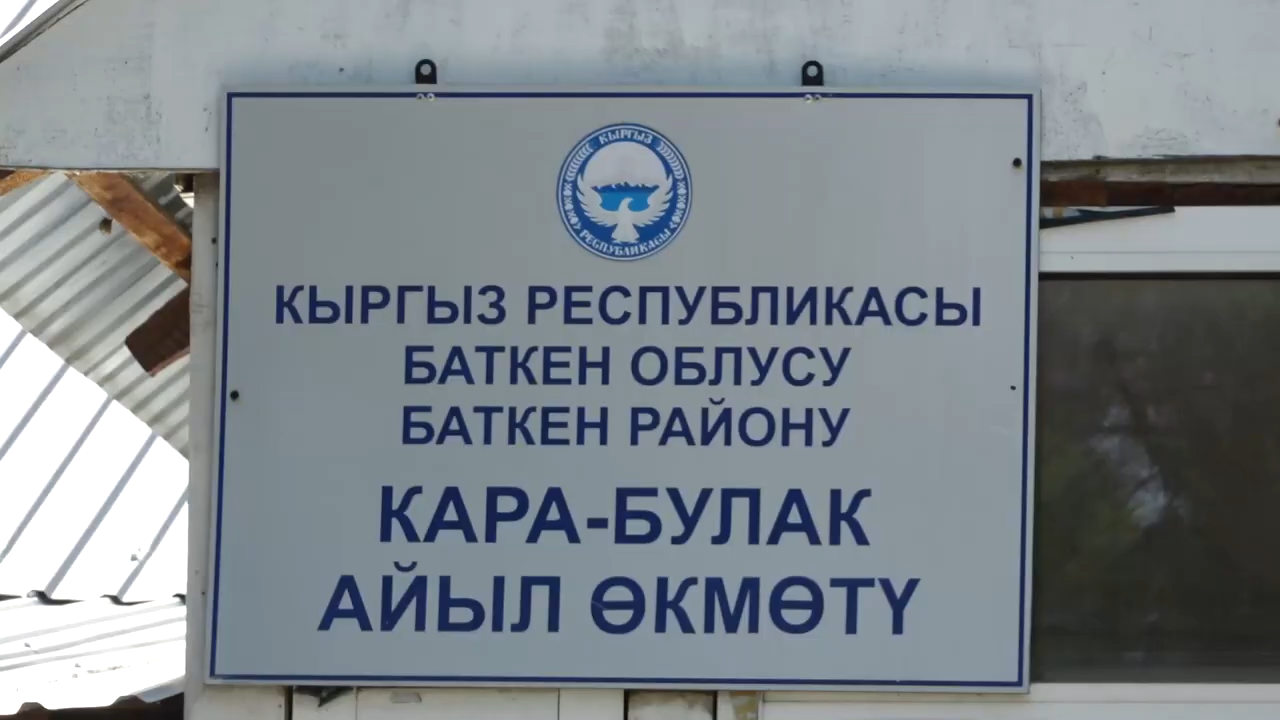 КЫРГЫЗ
РЕСПУБЛИКАСЫ
КЫРГЫЗ РЕСПУБЛИКАСЫ
БАТКЕН ОБЛУСУ
БАТКЕН РАЙОНУ
КАРА-БУЛАК
АЙЫЛ ӨКМӨТҮ